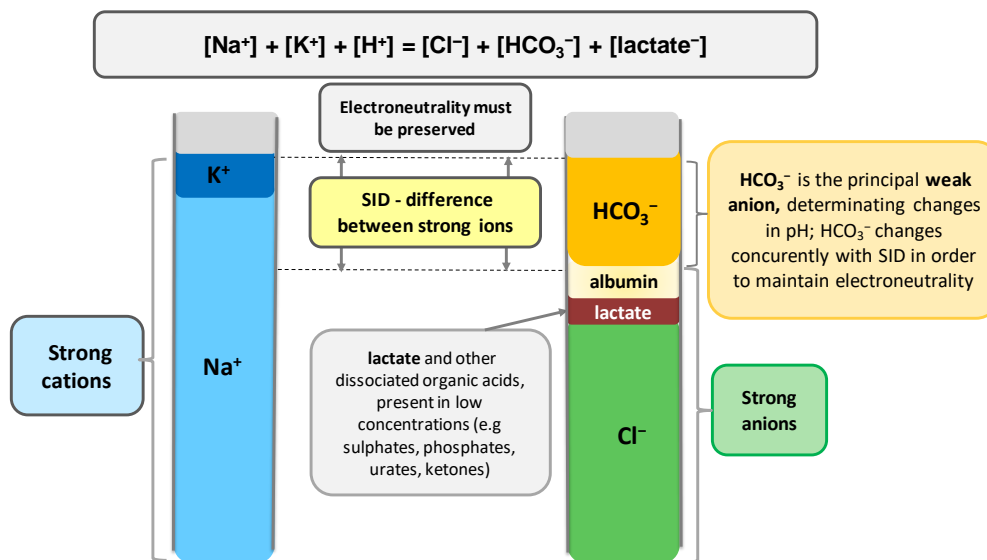 [Na⁺] + [K⁺] + [H⁺] = [Cl⁻] + [HCO₃⁻] + [lactate⁻]
Electroneutrality must
be preserved
K⁺
SID - difference
between strong ions
HCO₃⁻
HCO₃⁻ is the principal weak
anion, determinating changes
in pH; HCO₃⁻ changes
concurently with SID in order
to maintain electroneutrality
albumin
lactate
Strong
cations
Na⁺
lactate and other
dissociated organic acids,
present in low
concentrations (e.g
sulphates, phosphates,
urates, ketones)
Cl⁻
Strong
anions